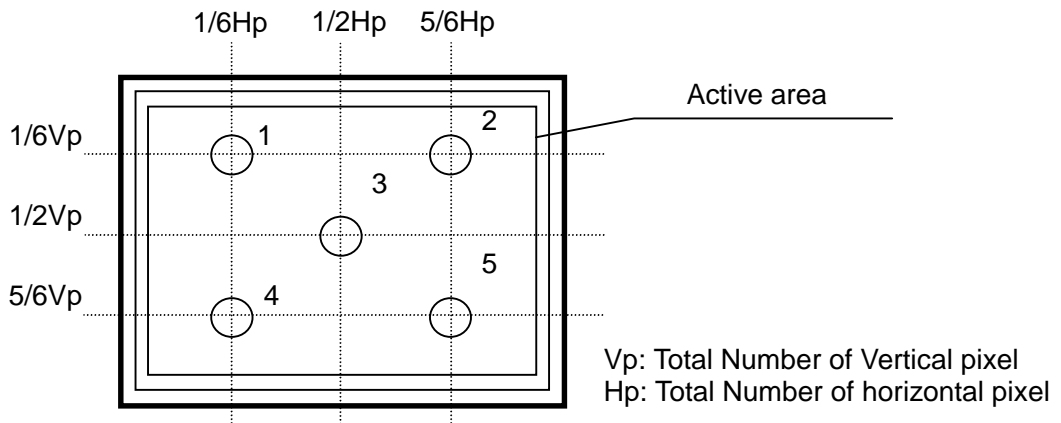 1/6Hp 1/2Hp 5/6Hp
Active area
1/6Vp 1 2
3
1/2Vp
5
5/6Vp 4
Vp: Total Number of Vertical pixel
Hp: Total Number of horizontal pixel